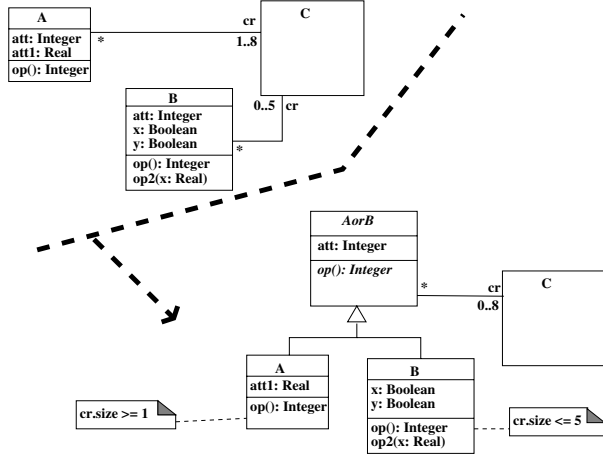 A
att: Integer
att1: Real
op(): Integer
*
cr
1..8
C
B
att: Integer
x: Boolean
y: Boolean
op(): Integer
op2(x: Real)
*
0..5
cr
AorB
att: Integer
op(): Integer
*
cr
0..8
C
A
att1: Real
op(): Integer
B
x: Boolean
y: Boolean
op(): Integer
op2(x: Real)
cr.size >= 1
cr.size <= 5